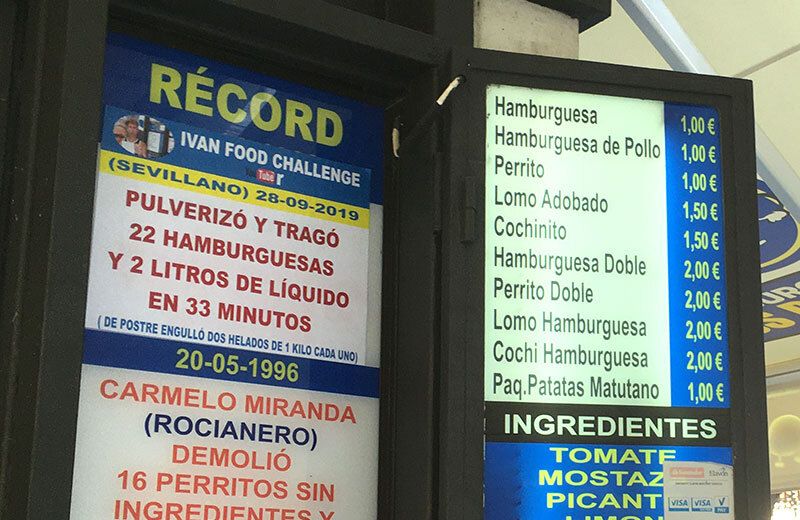 RÉCORD
IVAN FOOD CHALLENGE
Tube r
(SEVILLANO) 28-09-2019
PULVERIZÓ Y TRAGÓ
22 HAMBURGUESAS
Y 2 LITROS DE LÍQUIDO
EN 33 MINUTOS
( DE POSTRE ENGULLÓ DOS HELADOS DE 1 KILO CADA UNO)
20-05-1996
CARMELO MIRANDA
(ROCIANERO)
DEMOLIÓ
16 PERRITOS SIN
INGREDIENTES Y
Hamburguesa 1,00 €
Hamburguesa de Pollo 1,00 €
Perrito 1,00 €
Lomo Adobado 1,50 €
Cochinito 1,50 €
Hamburguesa Doble 2,00 €
Perrito Doble 2,00 €
Lomo Hamburguesa 2,00 €
Cochi Hamburguesa 2,00 €
Paq.Patatas Matutano 1,00 €
INGREDIENTES
TOMATE
MOSTAZ
PICANT
LIMON
VISA VISA